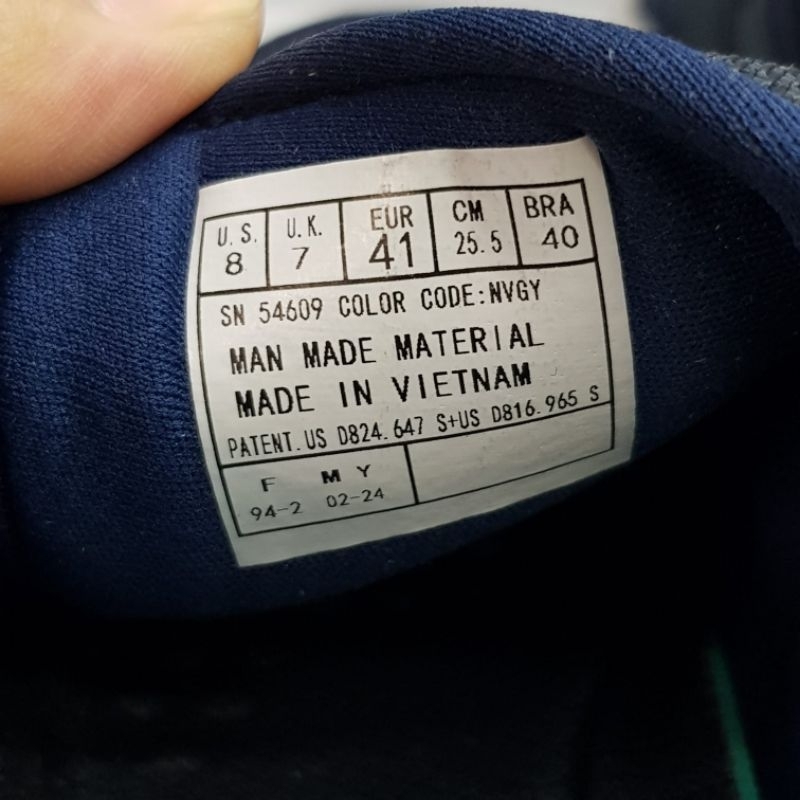 U.S. U.K. EUR CM BRA
8 7 41 25.5 40
SN 54609 COLOR CODE:NVGY
MAN MADE MATERIAL
MADE IN VIETNAM
PATENT.US D824.647 S+US D816.965 S
F M Y
94-2 02-24